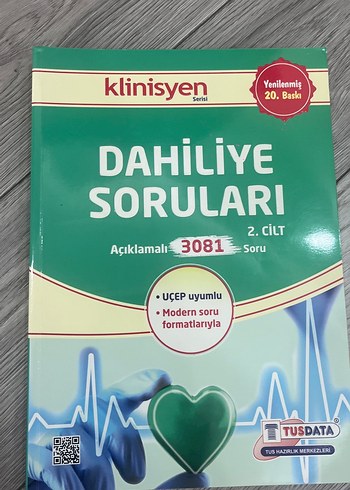 klinisyen
Serisi
Yenilenmiş
20. Baskı
DAHİLİYE
SORULARI
2. CİLT
Açıklamalı 3081 Soru
• UÇEP uyumlu
• Modern soru
formatlarıyla
TUSDATA
TUS HAZIRLIK MERKEZLERİ